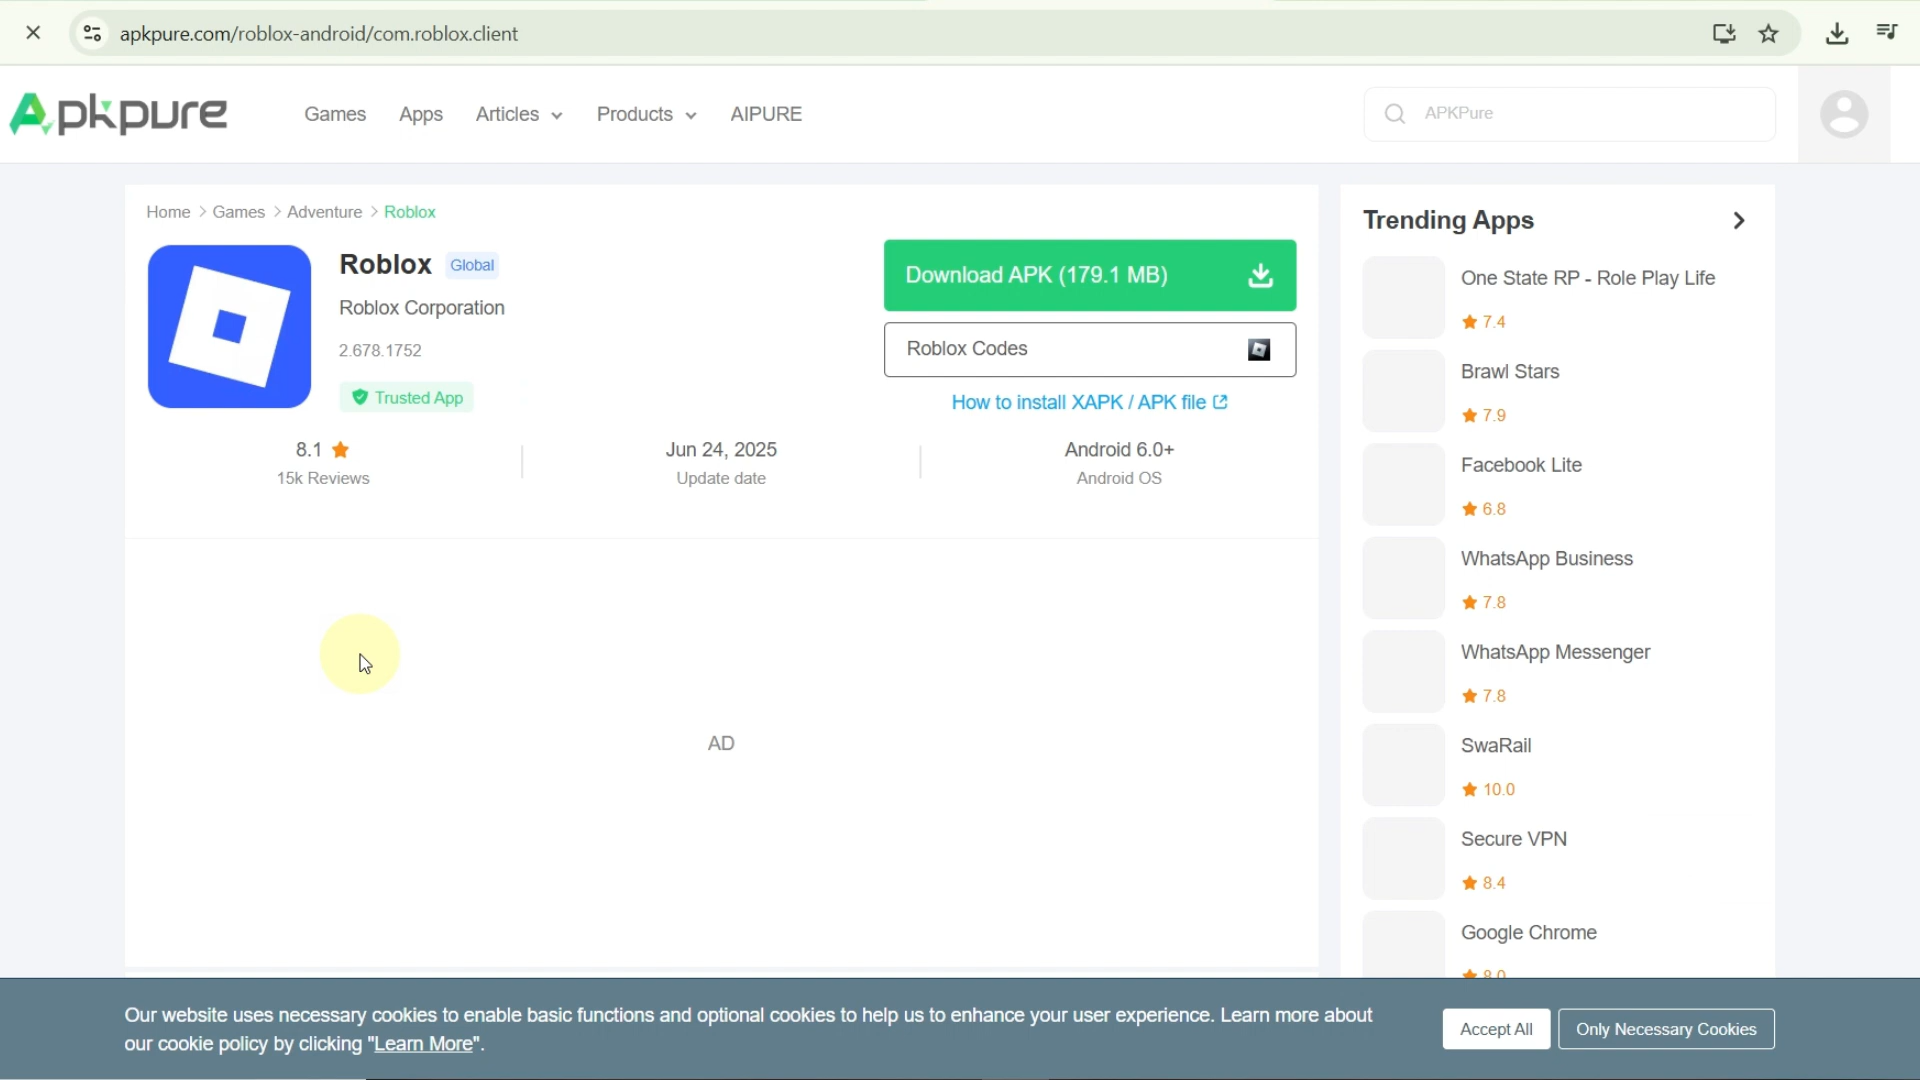 apkpure.com/roblox-android/com.roblox.client
Apkpure
Games
Apps
Articles
Products
AIPURE
APKPure
Home > Games > Adventure > Roblox
Roblox Global
Roblox Corporation
2.678.1752
Trusted App
Download APK (179.1 MB)
Roblox Codes
How to install XAPK / APK file
8.1
15k Reviews
Jun 24, 2025
Update date
Android 6.0+
Android OS
AD
Trending Apps
One State RP - Role Play Life
7.4
Brawl Stars
7.9
Facebook Lite
6.8
WhatsApp Business
7.8
WhatsApp Messenger
7.8
SwaRail
10.0
Secure VPN
8.4
Google Chrome
8.0
Our website uses necessary cookies to enable basic functions and optional cookies to help us to enhance your user experience. Learn more about
our cookie policy by clicking "Learn More".
Accept All
Only Necessary Cookies